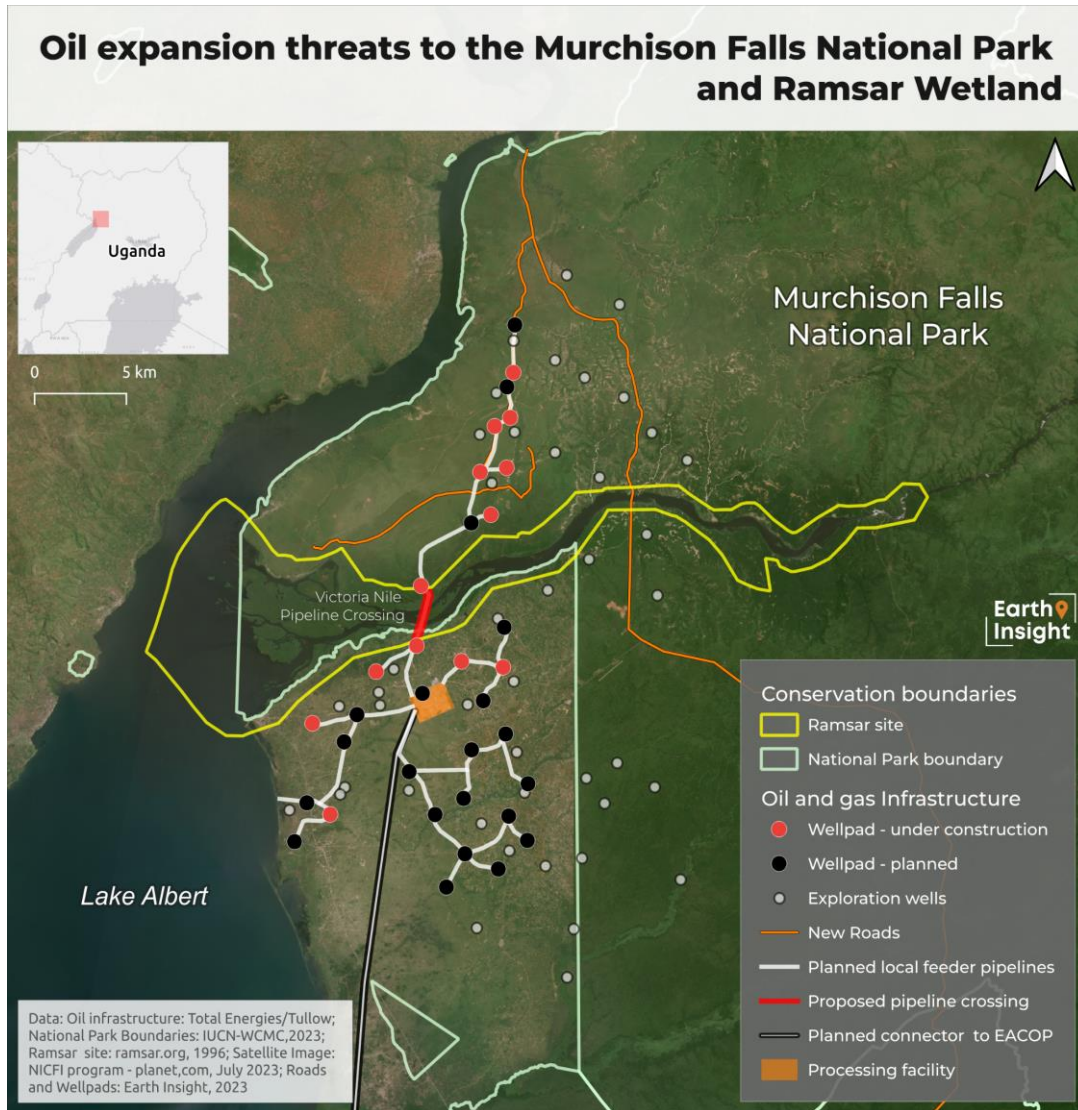 Oil expansion threats to the Murchison Falls National Park
and Ramsar Wetland
Uganda
0 5 km
Murchison Falls
National Park
Victoria Nile
Pipeline Crossing
Earth
Insight
Lake Albert
Conservation boundaries
Ramsar site
National Park boundary
Oil and gas Infrastructure
Wellpad - under construction
Wellpad - planned
Exploration wells
New Roads
Planned local feeder pipelines
Proposed pipeline crossing
Planned connector to EACOP
Processing facility
Data: Oil infrastructure: Total Energies/Tullow;
National Park Boundaries: IUCN-WCMC,2023;
Ramsar site: ramsar.org, 1996; Satellite Image:
NICFI program - planet,com, July 2023; Roads
and Wellpads: Earth Insight, 2023